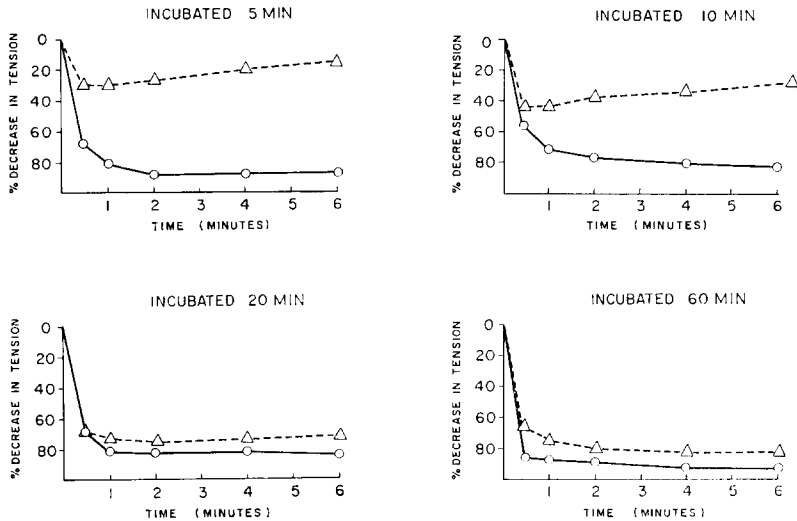 INCUBATED 5 MIN
% DECREASE IN TENSION
0
20
40
60
80
1 2 3 4 5 6
TIME (MINUTES)
INCUBATED 10 MIN
% DECREASE IN TENSION
0
20
40
60
80
1 2 3 4 5 6
TIME (MINUTES)
INCUBATED 20 MIN
% DECREASE IN TENSION
0
20
40
60
80
1 2 3 4 5 6
TIME (MINUTES)
INCUBATED 60 MIN
% DECREASE IN TENSION
0
20
40
60
80
1 2 3 4 5 6
TIME (MINUTES)